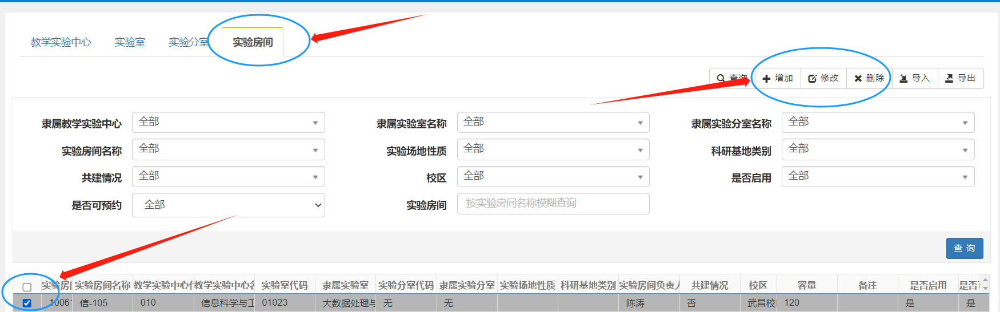 教学实验中心 实验室 实验分室 实验房间
查询 增加 修改 删除 导入 导出
隶属教学实验中心 全部 隶属实验室名称 全部 隶属实验分室名称 全部
实验房间名称 全部 实验场地性质 全部 科研基地类别 全部
共建情况 全部 校区 全部 是否启用 全部
是否可预约 全部 实验房间 按实验房间名称模糊查询
查 询
实验房 实验房间名称 教学实验中心 教学实验中心 实验室代码 隶属实验室 实验分室代码 隶属实验分室 实验场地性质 科研基地类别 实验房间负责人 共建情况 校区 容量 备注 是否启用 是否
1006 信-105 010 信息科学与工 01023 大数据处理与 无 无 陈涛 否 武昌校 120 是 是